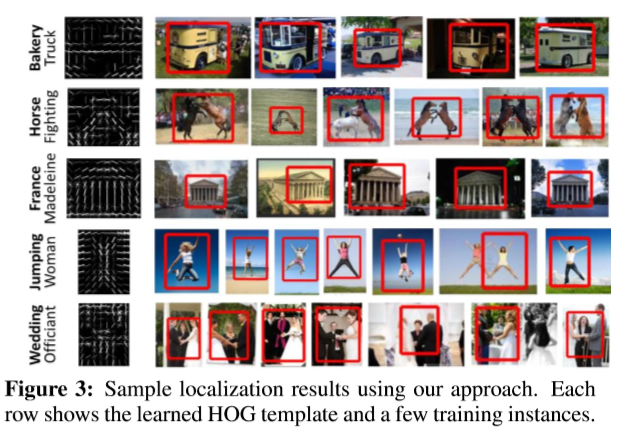 Bakery
Truck
Horse
Fighting
France
Madeleine
Jumping
Woman
Wedding
Officiant
Figure 3: Sample localization results using our approach. Each
row shows the learned HOG template and a few training instances.